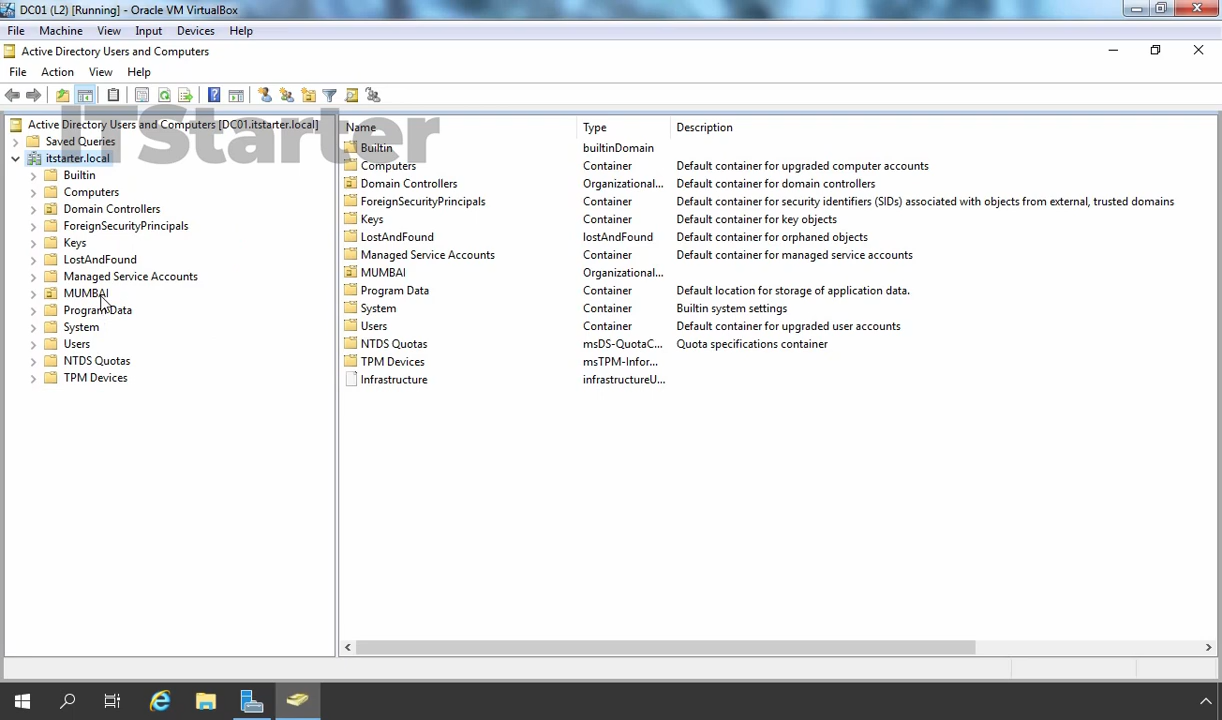 DC01 (L2) [Running] - Oracle VM VirtualBox
File Machine View Input Devices Help
Active Directory Users and Computers
File Action View Help
ITStarter
Active Directory Users and Computers [DC01.itstarter.local]
Saved Queries
itstarter.local
Builtin
Computers
Domain Controllers
ForeignSecurityPrincipals
Keys
LostAndFound
Managed Service Accounts
MUMBAI
Program Data
System
Users
NTDS Quotas
TPM Devices
Name Type Description
Builtin builtinDomain
Computers Container Default container for upgraded computer accounts
Domain Controllers Organizational... Default container for domain controllers
ForeignSecurityPrincipals Container Default container for security identifiers (SIDs) associated with objects from external, trusted domains
Keys Container Default container for key objects
LostAndFound lostAndFound Default container for orphaned objects
Managed Service Accounts Container Default container for managed service accounts
MUMBAI Organizational...
Program Data Container Default location for storage of application data.
System Container Builtin system settings
Users Container Default container for upgraded user accounts
NTDS Quotas msDS-QuotaC... Quota specifications container
TPM Devices msTPM-Infor...
Infrastructure infrastructureU...